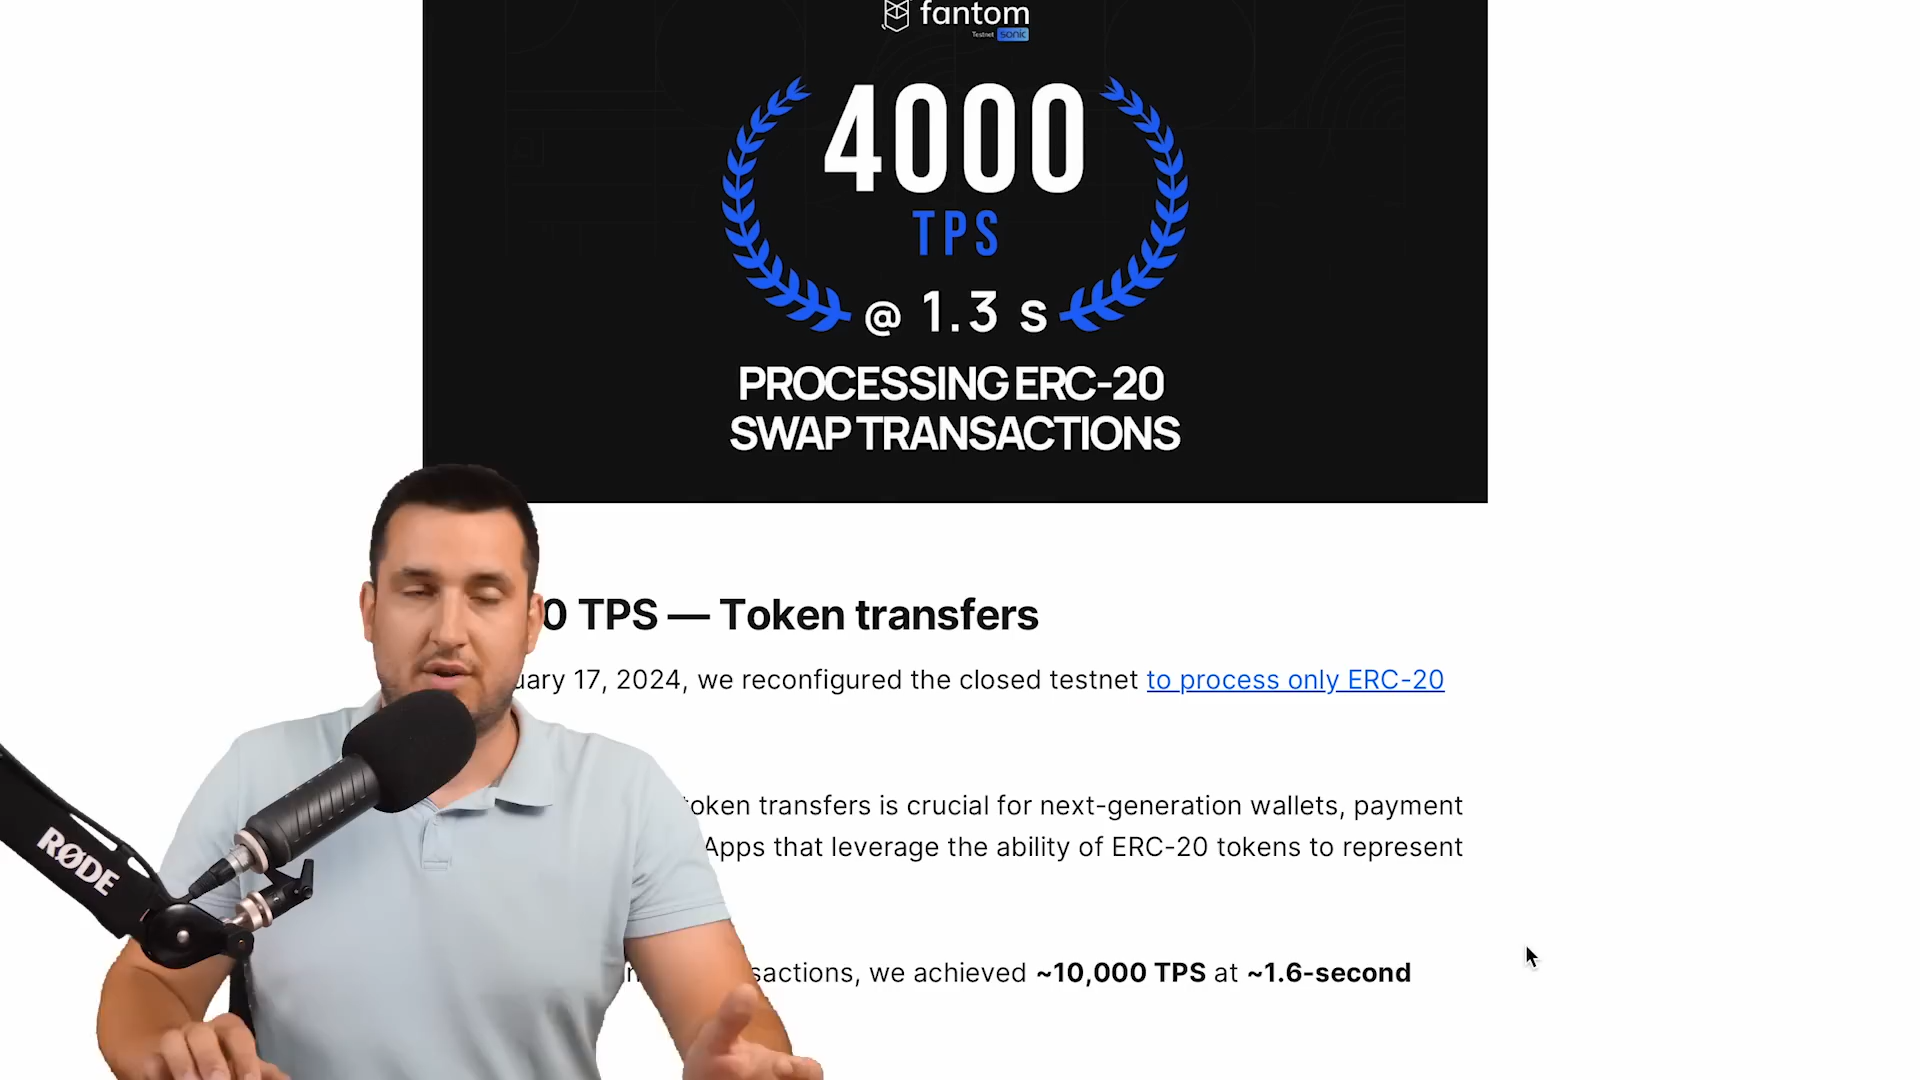 fantom
Testnet sonic
4000
TPS
@ 1.3 s
PROCESSING ERC-20
SWAP TRANSACTIONS
0 TPS — Token transfers
uary 17, 2024, we reconfigured the closed testnet to process only ERC-20
token transfers is crucial for next-generation wallets, payment
Apps that leverage the ability of ERC-20 tokens to represent
sactions, we achieved ~10,000 TPS at ~1.6-second
RØDE